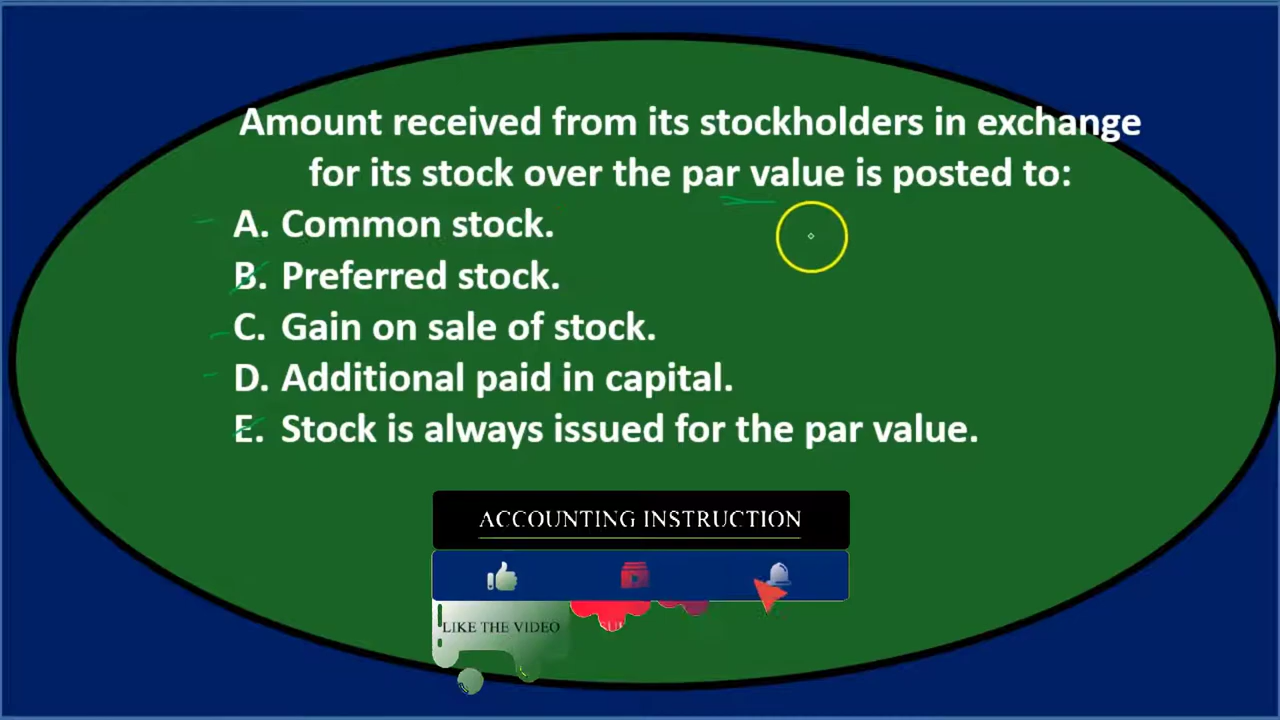 Amount received from its stockholders in exchange
for its stock over the par value is posted to:
A. Common stock.
B. Preferred stock.
C. Gain on sale of stock.
D. Additional paid in capital.
E. Stock is always issued for the par value.
ACCOUNTING INSTRUCTION
LIKE THE VIDEO